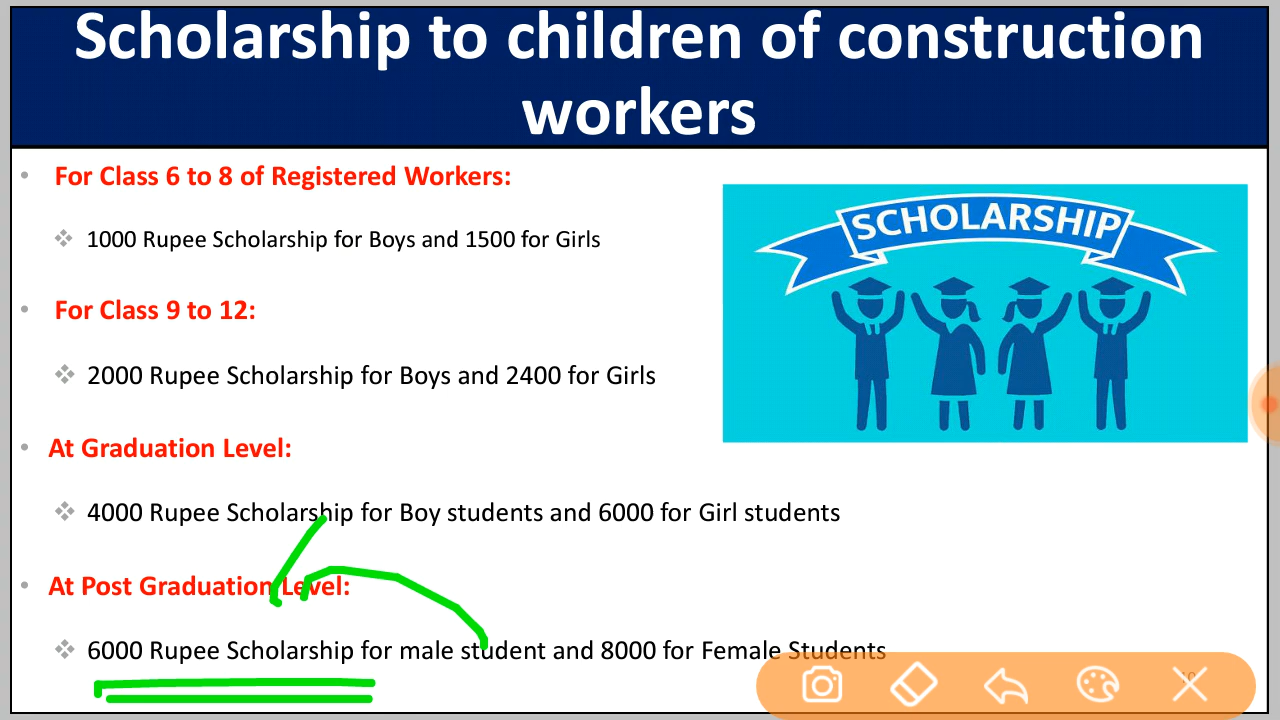 Scholarship to children of construction
workers
• For Class 6 to 8 of Registered Workers:
❖ 1000 Rupee Scholarship for Boys and 1500 for Girls
SCHOLARSHIP
• For Class 9 to 12:
❖ 2000 Rupee Scholarship for Boys and 2400 for Girls
• At Graduation Level:
❖ 4000 Rupee Scholarship for Boy students and 6000 for Girl students
• At Post Graduation Level:
❖ 6000 Rupee Scholarship for male student and 8000 for Female Students